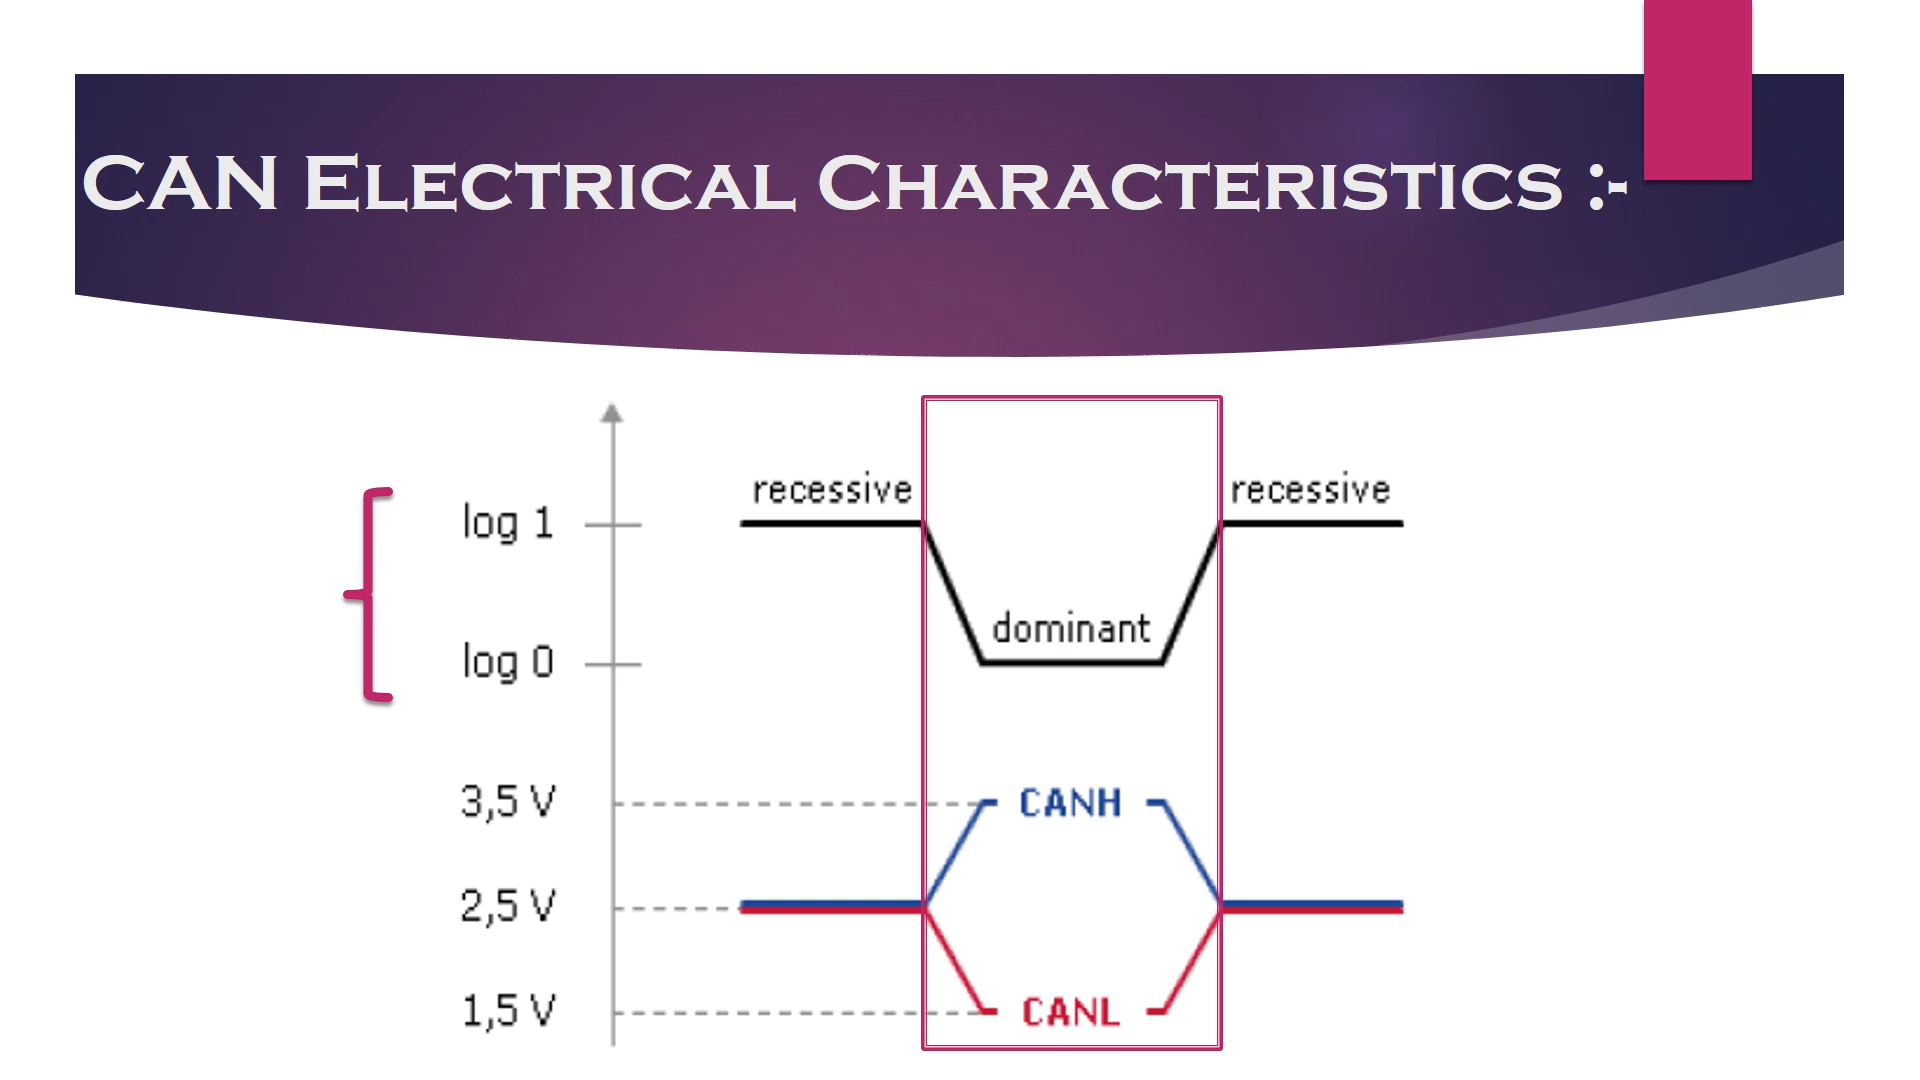 CAN Electrical Characteristics :-
recessive
recessive
log 1
dominant
log 0
3,5 V
CANH
2,5 V
1,5 V
CANL